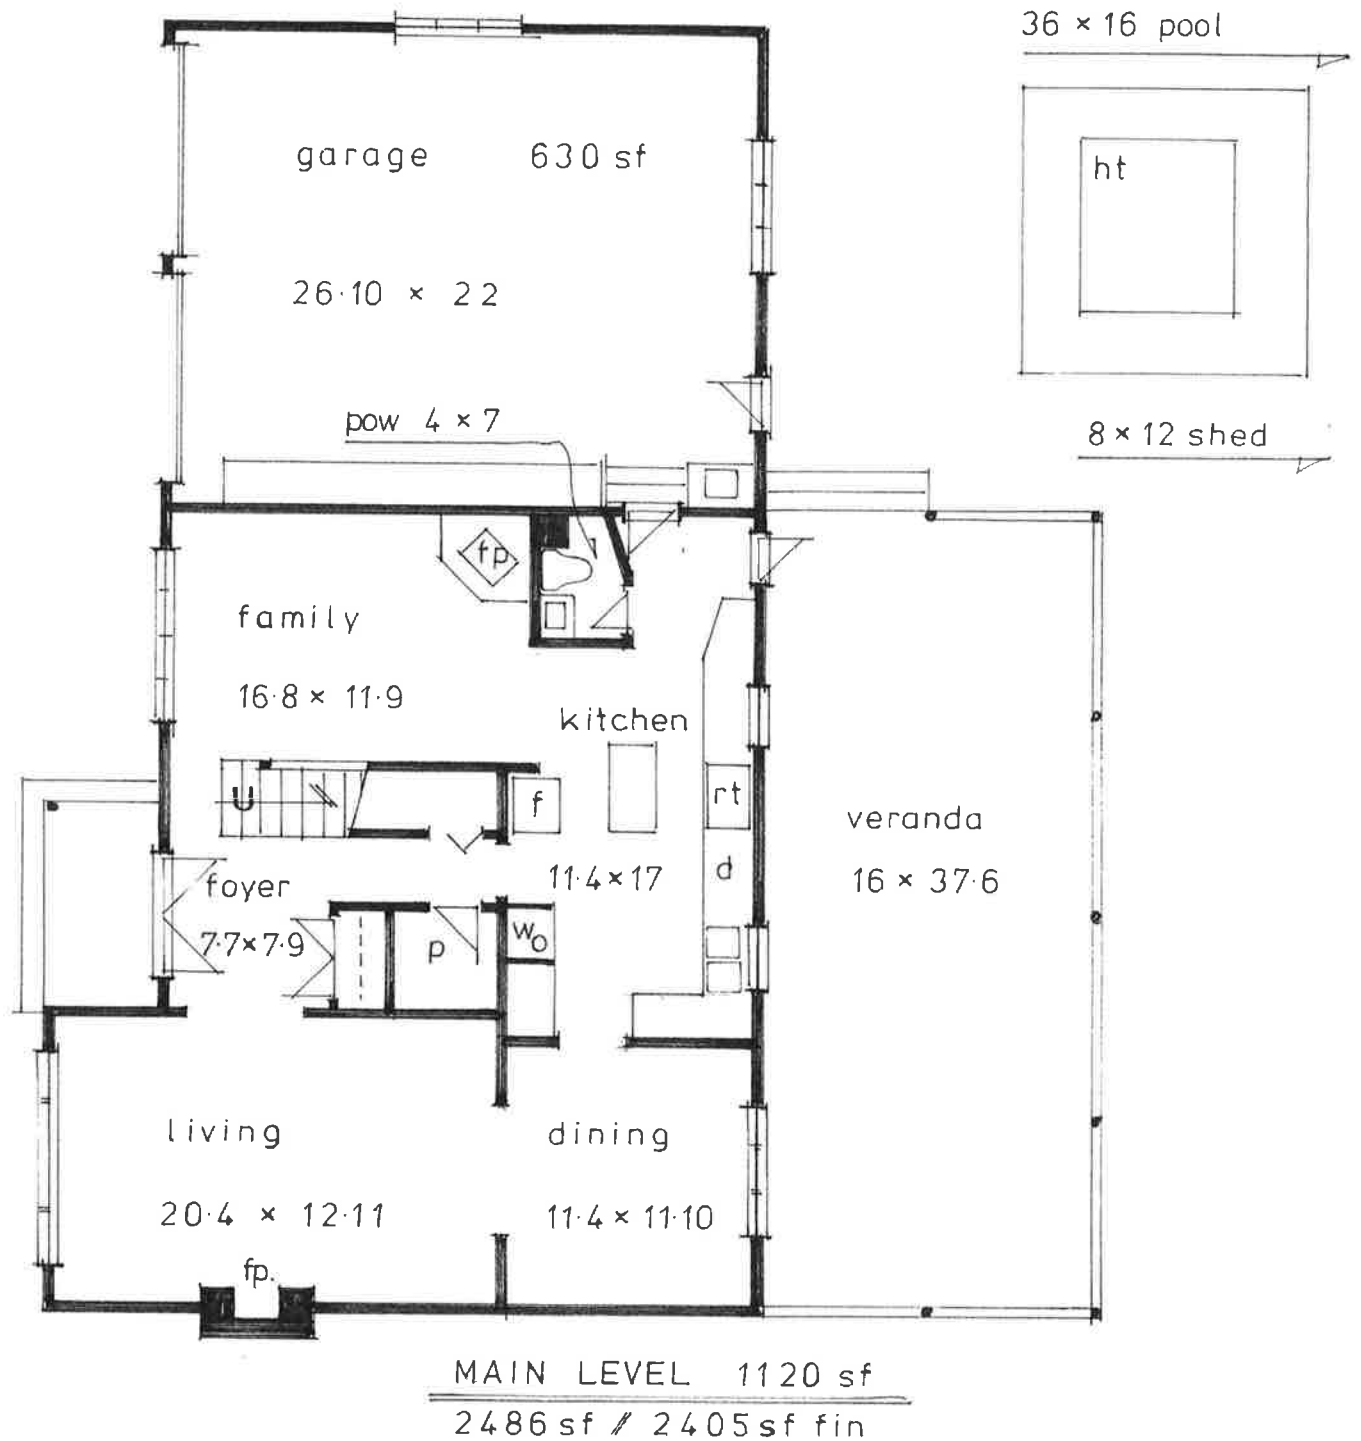 36 × 16 pool
garage 630 sf
ht
26·10 × 22
pow 4 × 7
8 × 12 shed
fp
family
16·8 × 11·9
kitchen
U
f
rt
veranda
foyer
11·4 × 17
d
16 × 37·6
7·7 × 7·9
p
wo
living
dining
20·4 × 12·11
11·4 × 11·10
fp.
MAIN LEVEL 1120 sf
2486 sf // 2405 sf fin